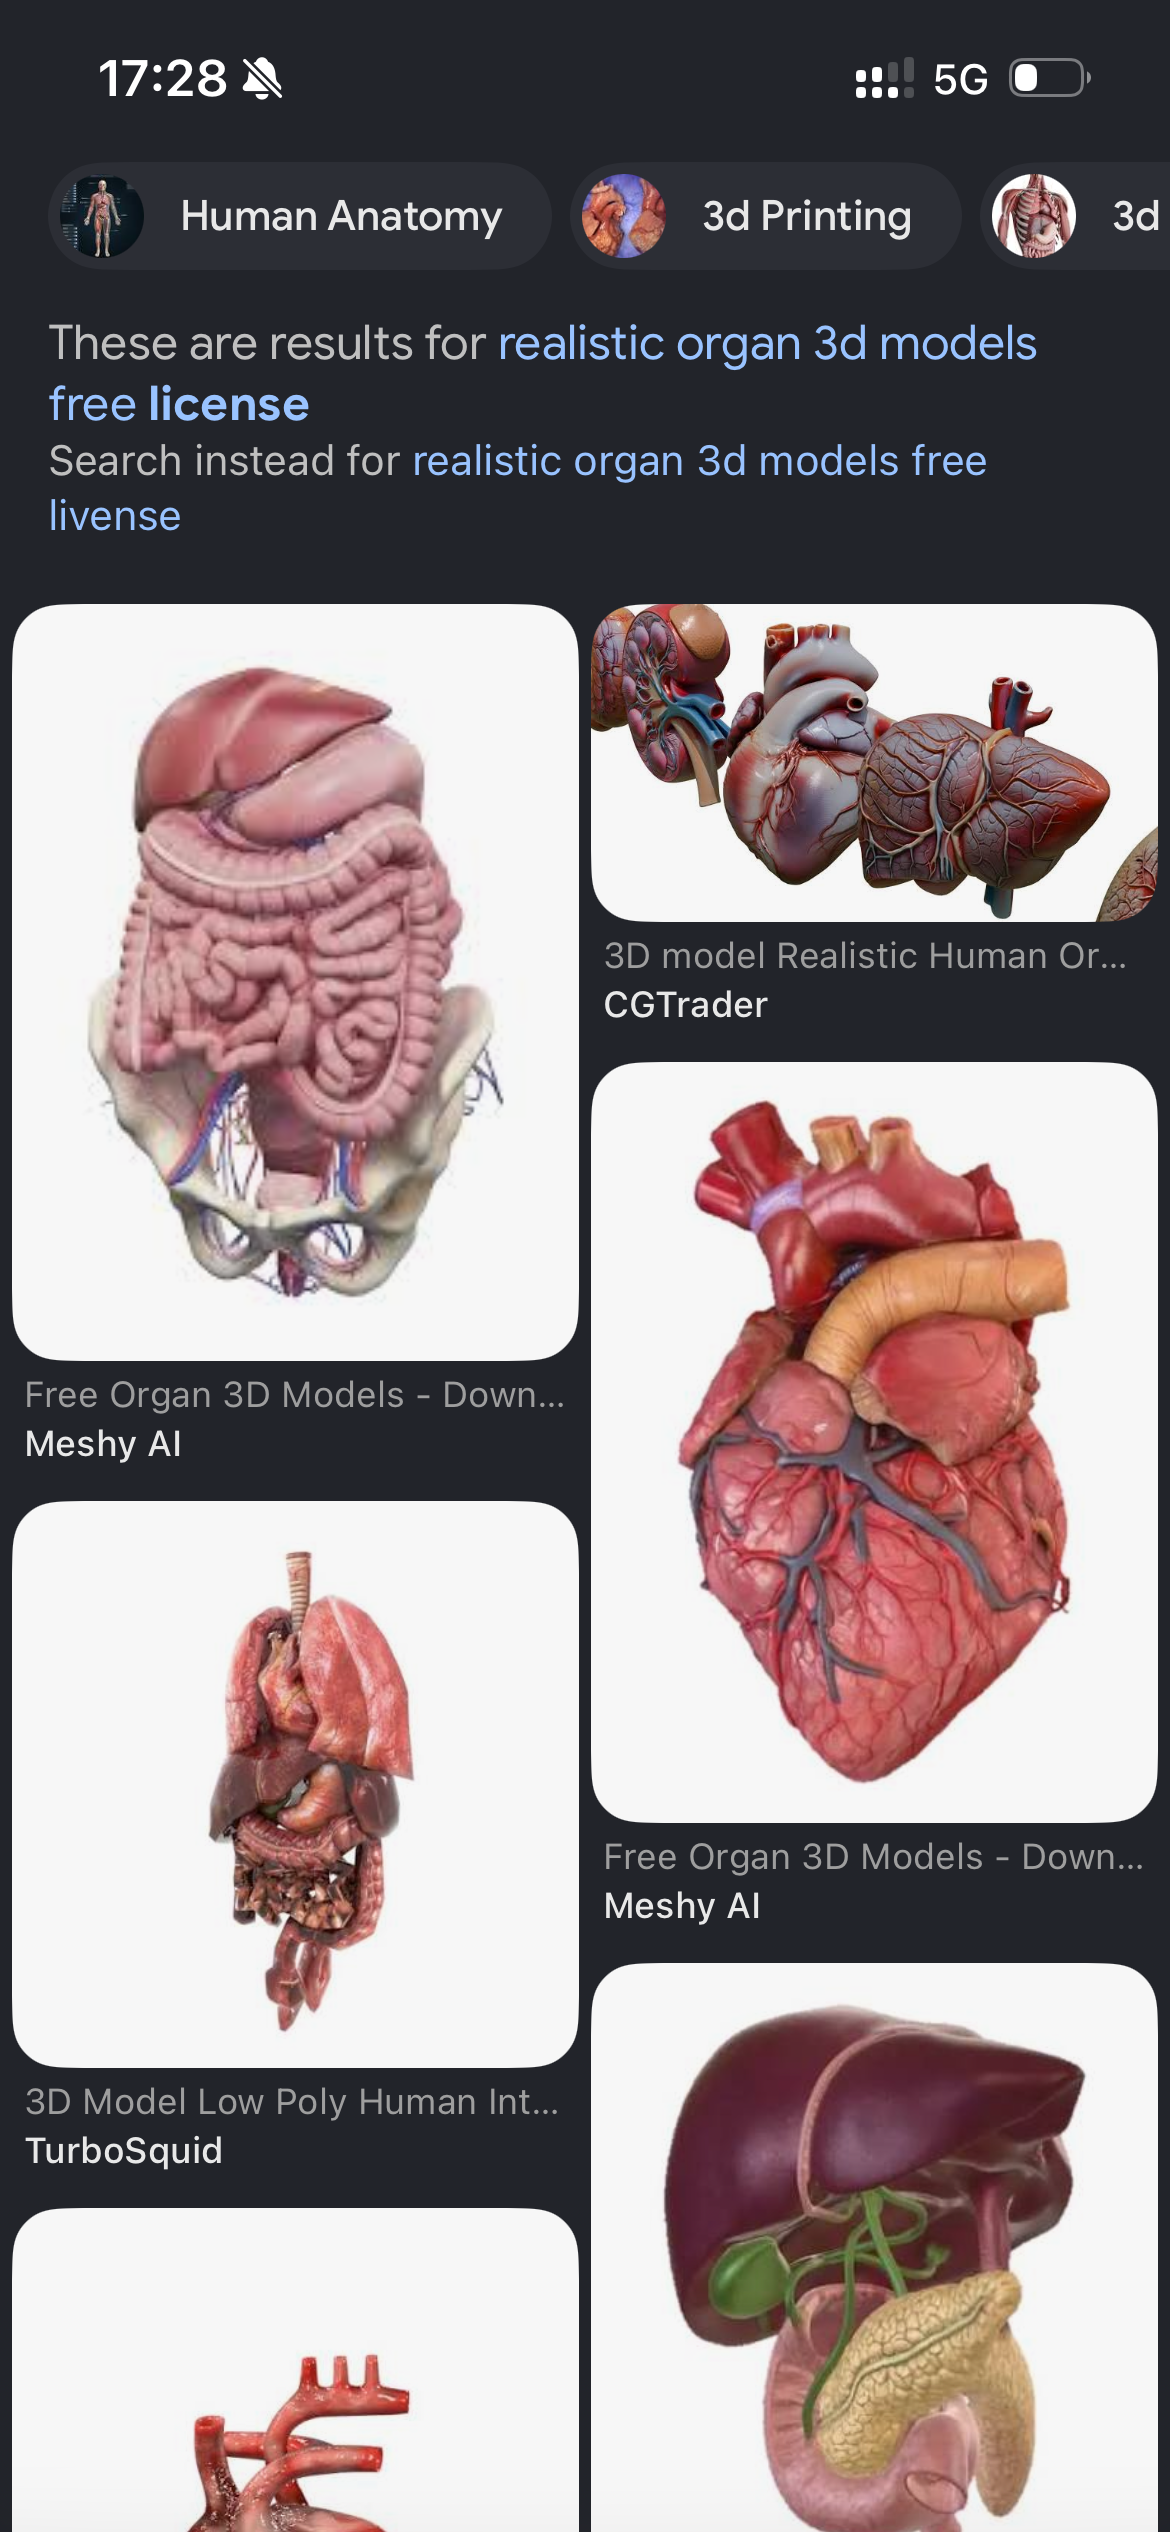 17:28
5G
Human Anatomy
3d Printing
3d
These are results for realistic organ 3d models
free license
Search instead for realistic organ 3d models free
livense
3D model Realistic Human Or...
CGTrader
Free Organ 3D Models - Down...
Meshy AI
Free Organ 3D Models - Down...
Meshy AI
3D Model Low Poly Human Int...
TurboSquid